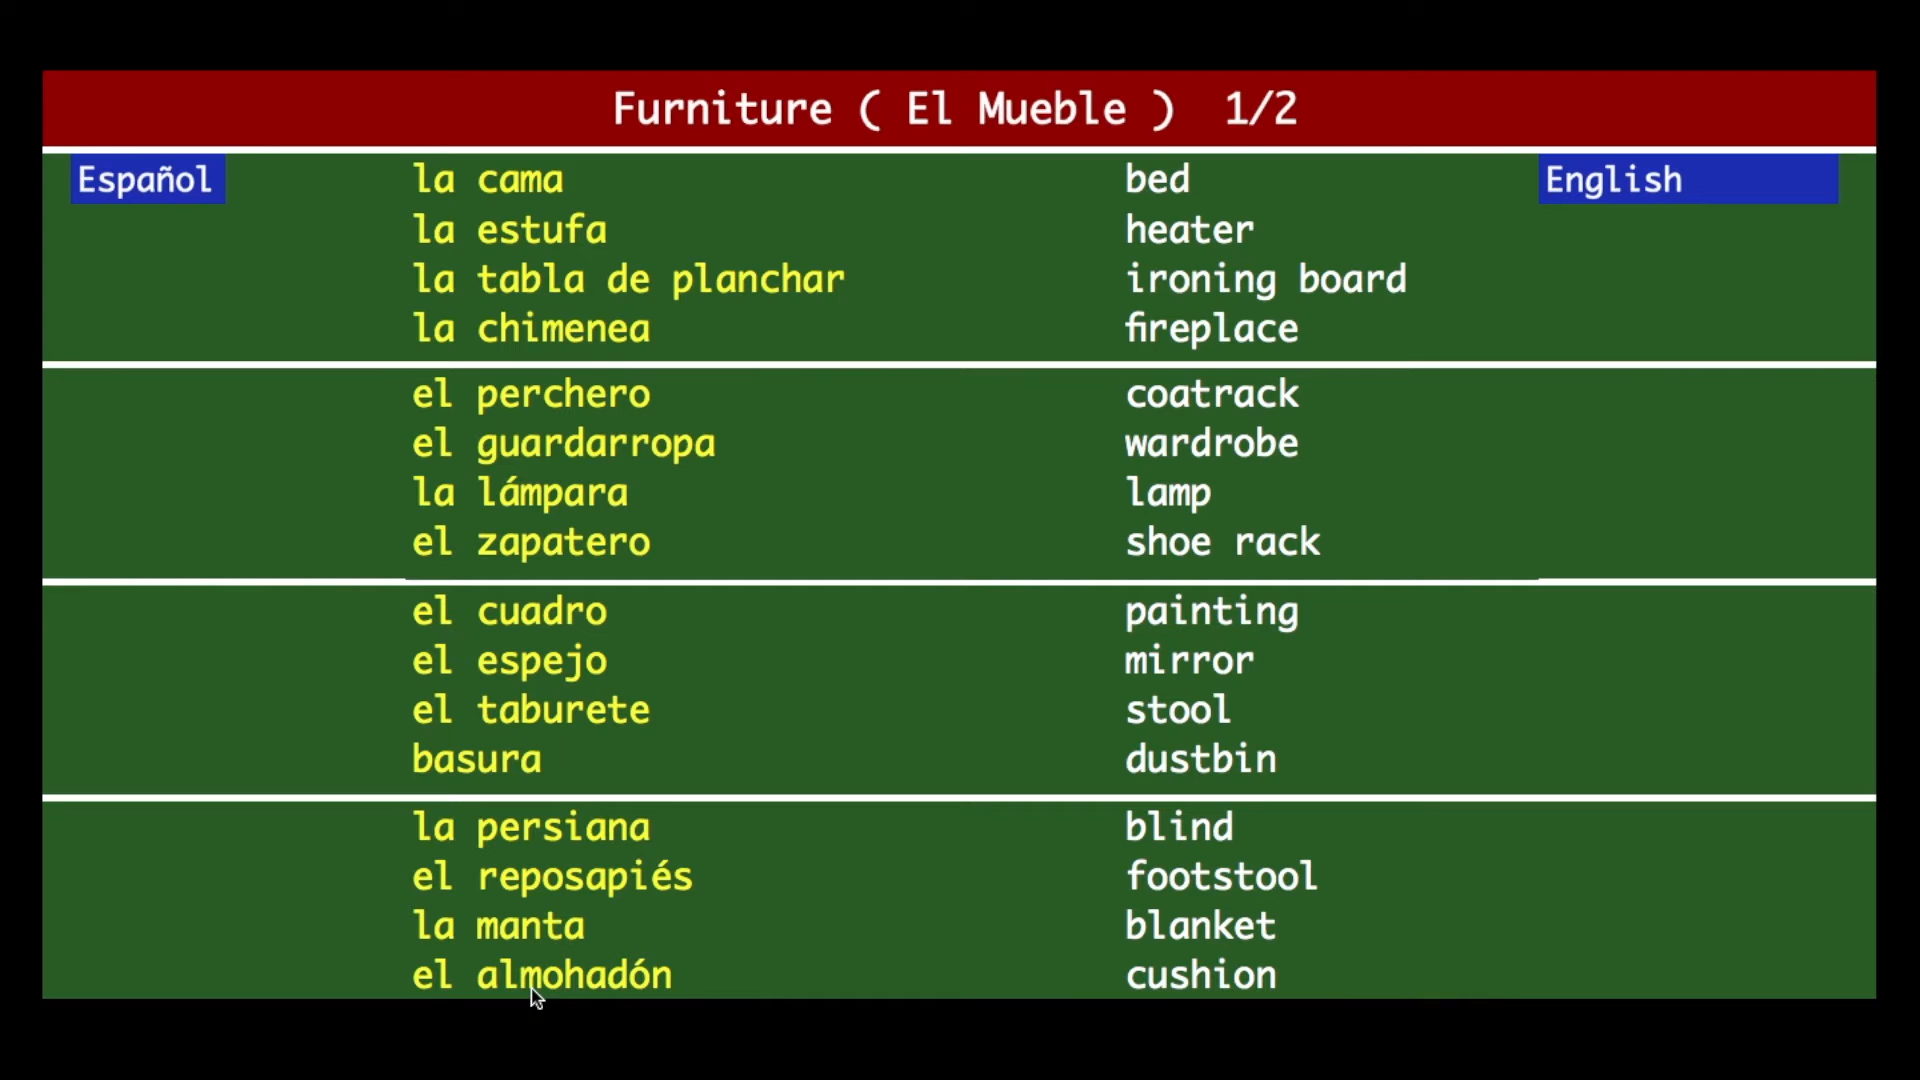 Furniture ( El Mueble ) 1/2
Español la cama bed English
la estufa heater
la tabla de planchar ironing board
la chimenea fireplace
el perchero coatrack
el guardarropa wardrobe
la lámpara lamp
el zapatero shoe rack
el cuadro painting
el espejo mirror
el taburete stool
basura dustbin
la persiana blind
el reposapiés footstool
la manta blanket
el almohadón cushion